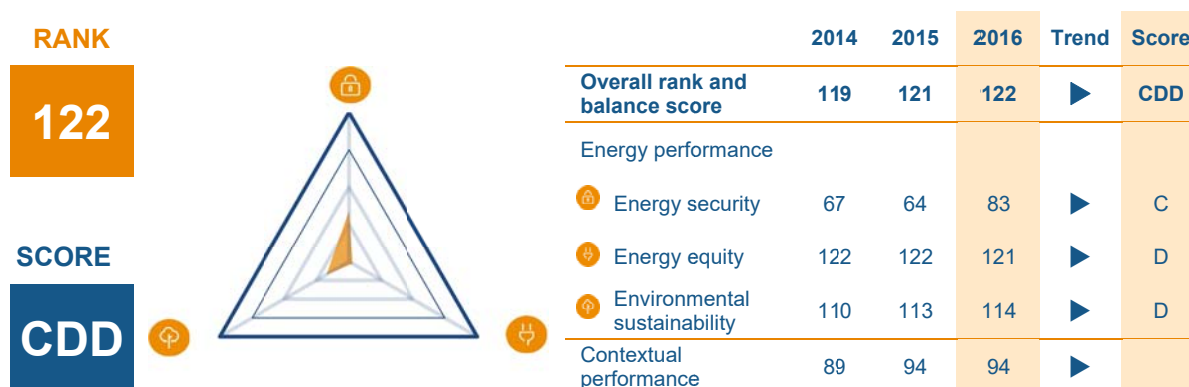 RANK
122
SCORE
CDD
2014 2015 2016 Trend Score
Overall rank and
balance score 119 121 122 CDD
Energy performance
Energy security 67 64 83 C
Energy equity 122 122 121 D
Environmental
sustainability 110 113 114 D
Contextual
performance 89 94 94